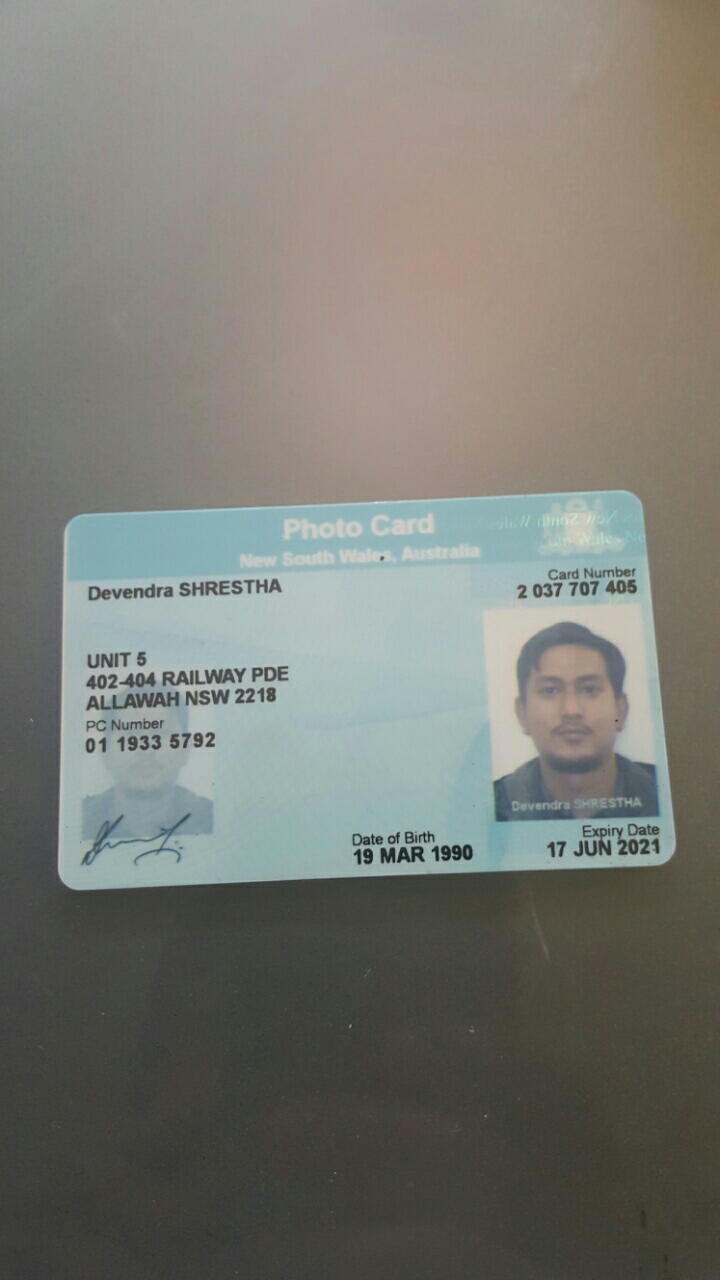 Photo Card
New South Wales, Australia
Devendra SHRESTHA
Card Number
2 037 707 405
UNIT 5
402-404 RAILWAY PDE
ALLAWAH NSW 2218
PC Number
01 1933 5792
Devendra SHRESTHA
Date of Birth
19 MAR 1990
Expiry Date
17 JUN 2021